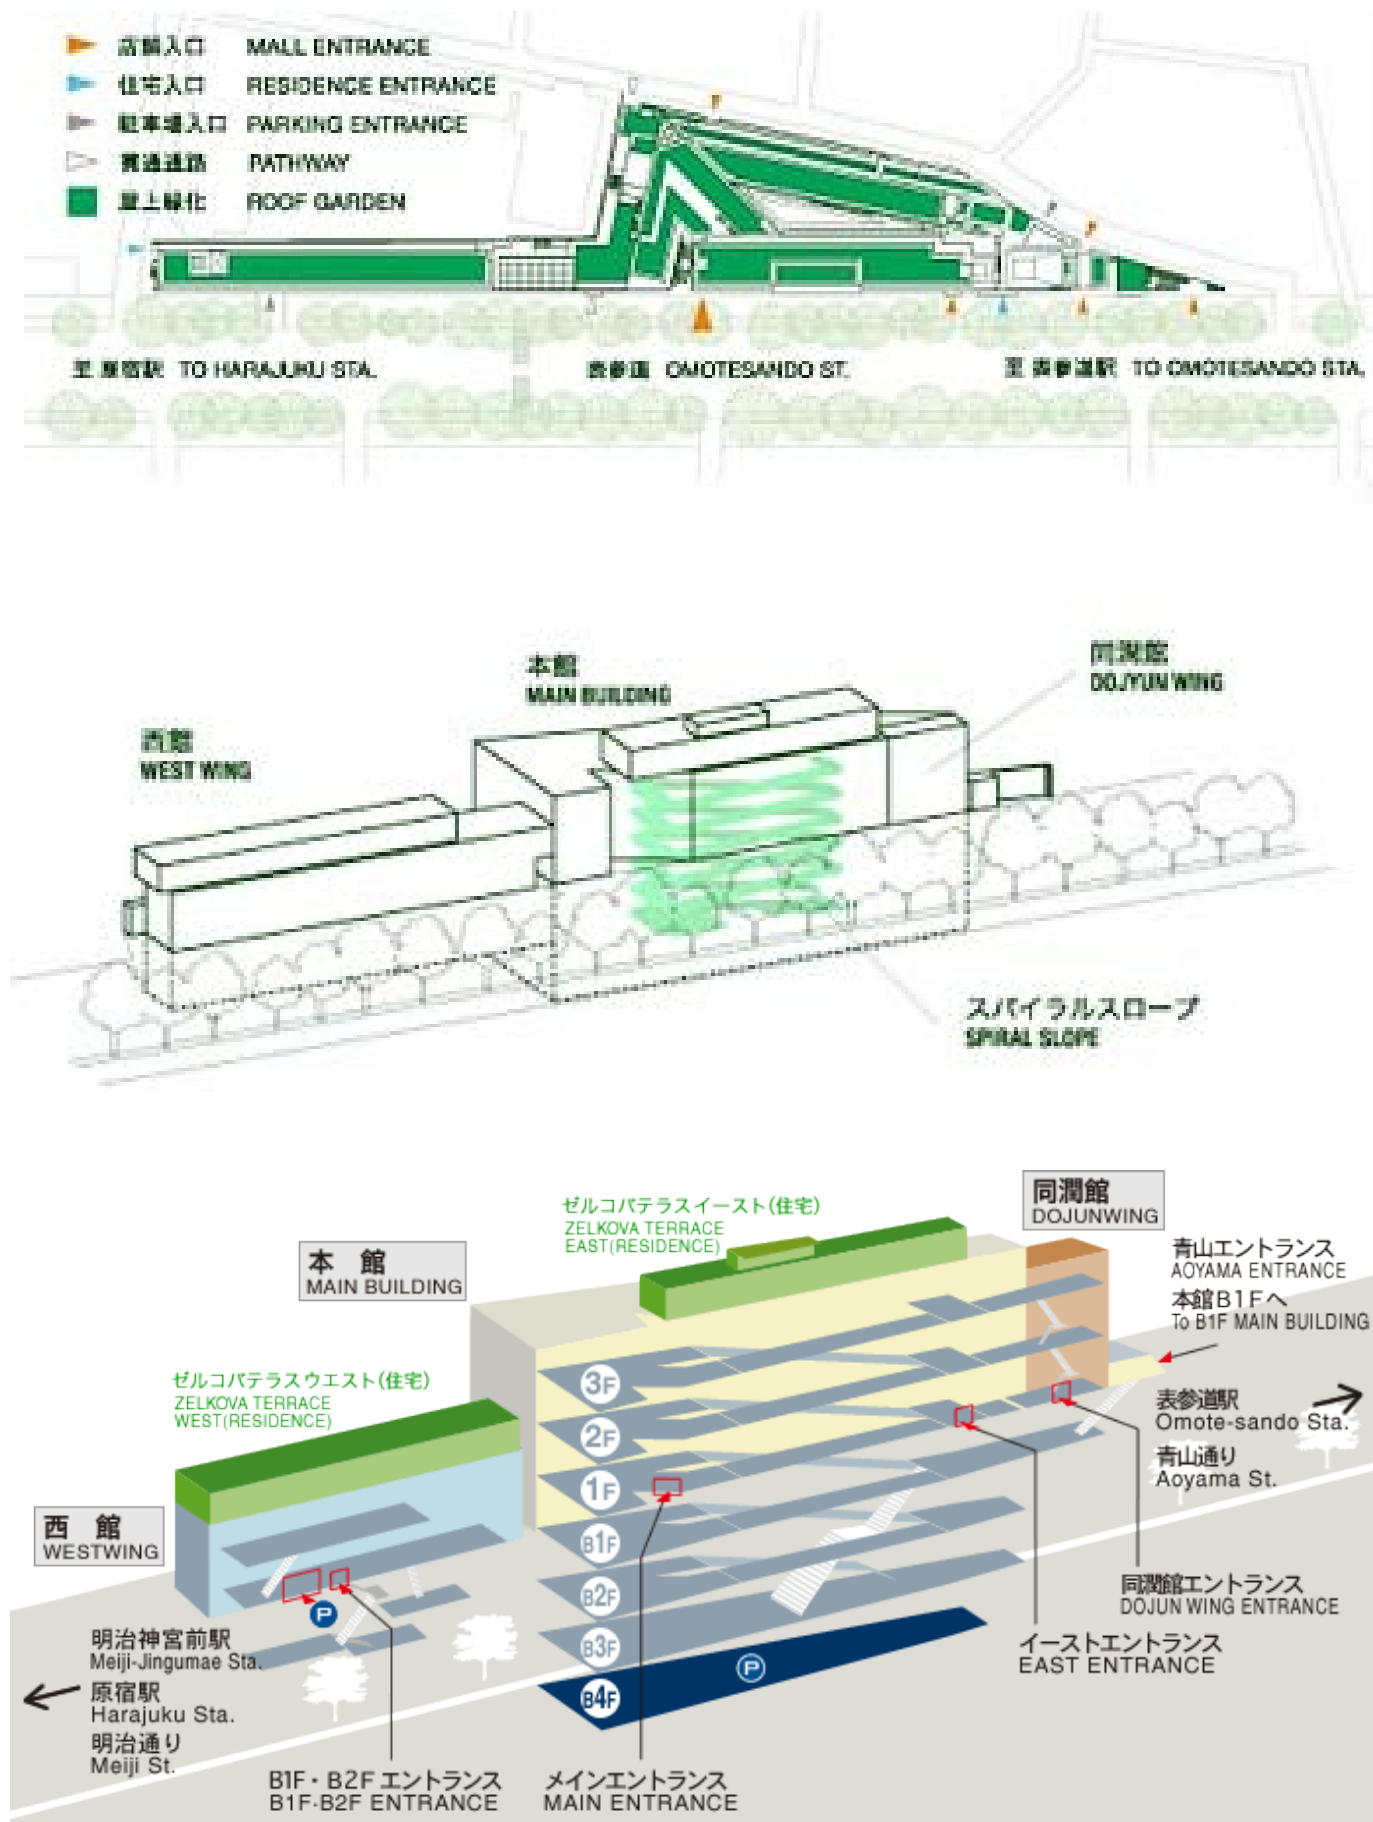 店舗入口 MALL ENTRANCE
住宅入口 RESIDENCE ENTRANCE
駐車場入口 PARKING ENTRANCE
貫通通路 PATHWAY
屋上緑化 ROOF GARDEN
P
P
P
至 原宿駅 TO HARAJUKU STA.
表参道 OMOTESANDO ST.
至 表参道駅 TO OMOTESANDO STA.
同潤館
DOJYUN WING
本館
MAIN BUILDING
西館
WEST WING
スパイラルスロープ
SPIRAL SLOPE
同潤館
DOJUNWING
ゼルコバテラスイースト(住宅)
ZELKOVA TERRACE
EAST(RESIDENCE)
本 館
MAIN BUILDING
青山エントランス
AOYAMA ENTRANCE
本館B1Fへ
To B1F MAIN BUILDING
ゼルコバテラスウエスト(住宅)
ZELKOVA TERRACE
WEST(RESIDENCE)
3F
2F
1F
B1F
B2F
B3F
B4F
P
P
表参道駅
Omote-sando Sta.
青山通り
Aoyama St.
西 館
WESTWING
同潤館エントランス
DOJUN WING ENTRANCE
イーストエントランス
EAST ENTRANCE
明治神宮前駅
Meiji-Jingumae Sta.
原宿駅
Harajuku Sta.
明治通り
Meiji St.
B1F・B2Fエントランス
B1F·B2F ENTRANCE
メインエントランス
MAIN ENTRANCE